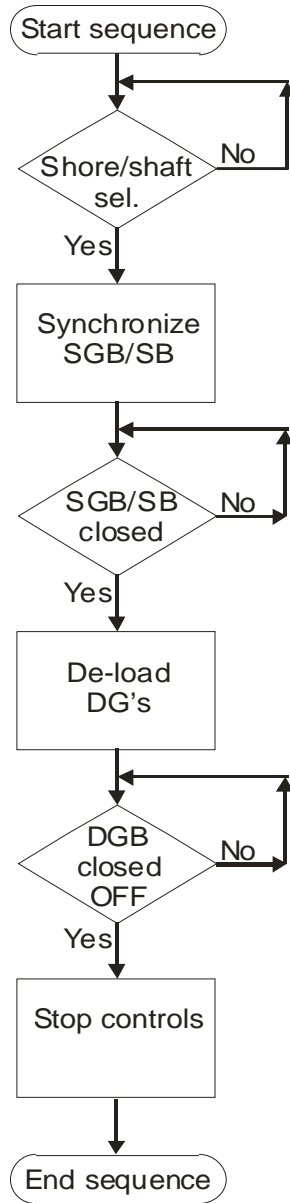 Start sequence
Shore/shaft
sel.
No
Yes
Synchronize
SGB/SB
SGB/SB
closed
No
Yes
De-load
DG's
DGB
closed
OFF
No
Yes
Stop controls
End sequence